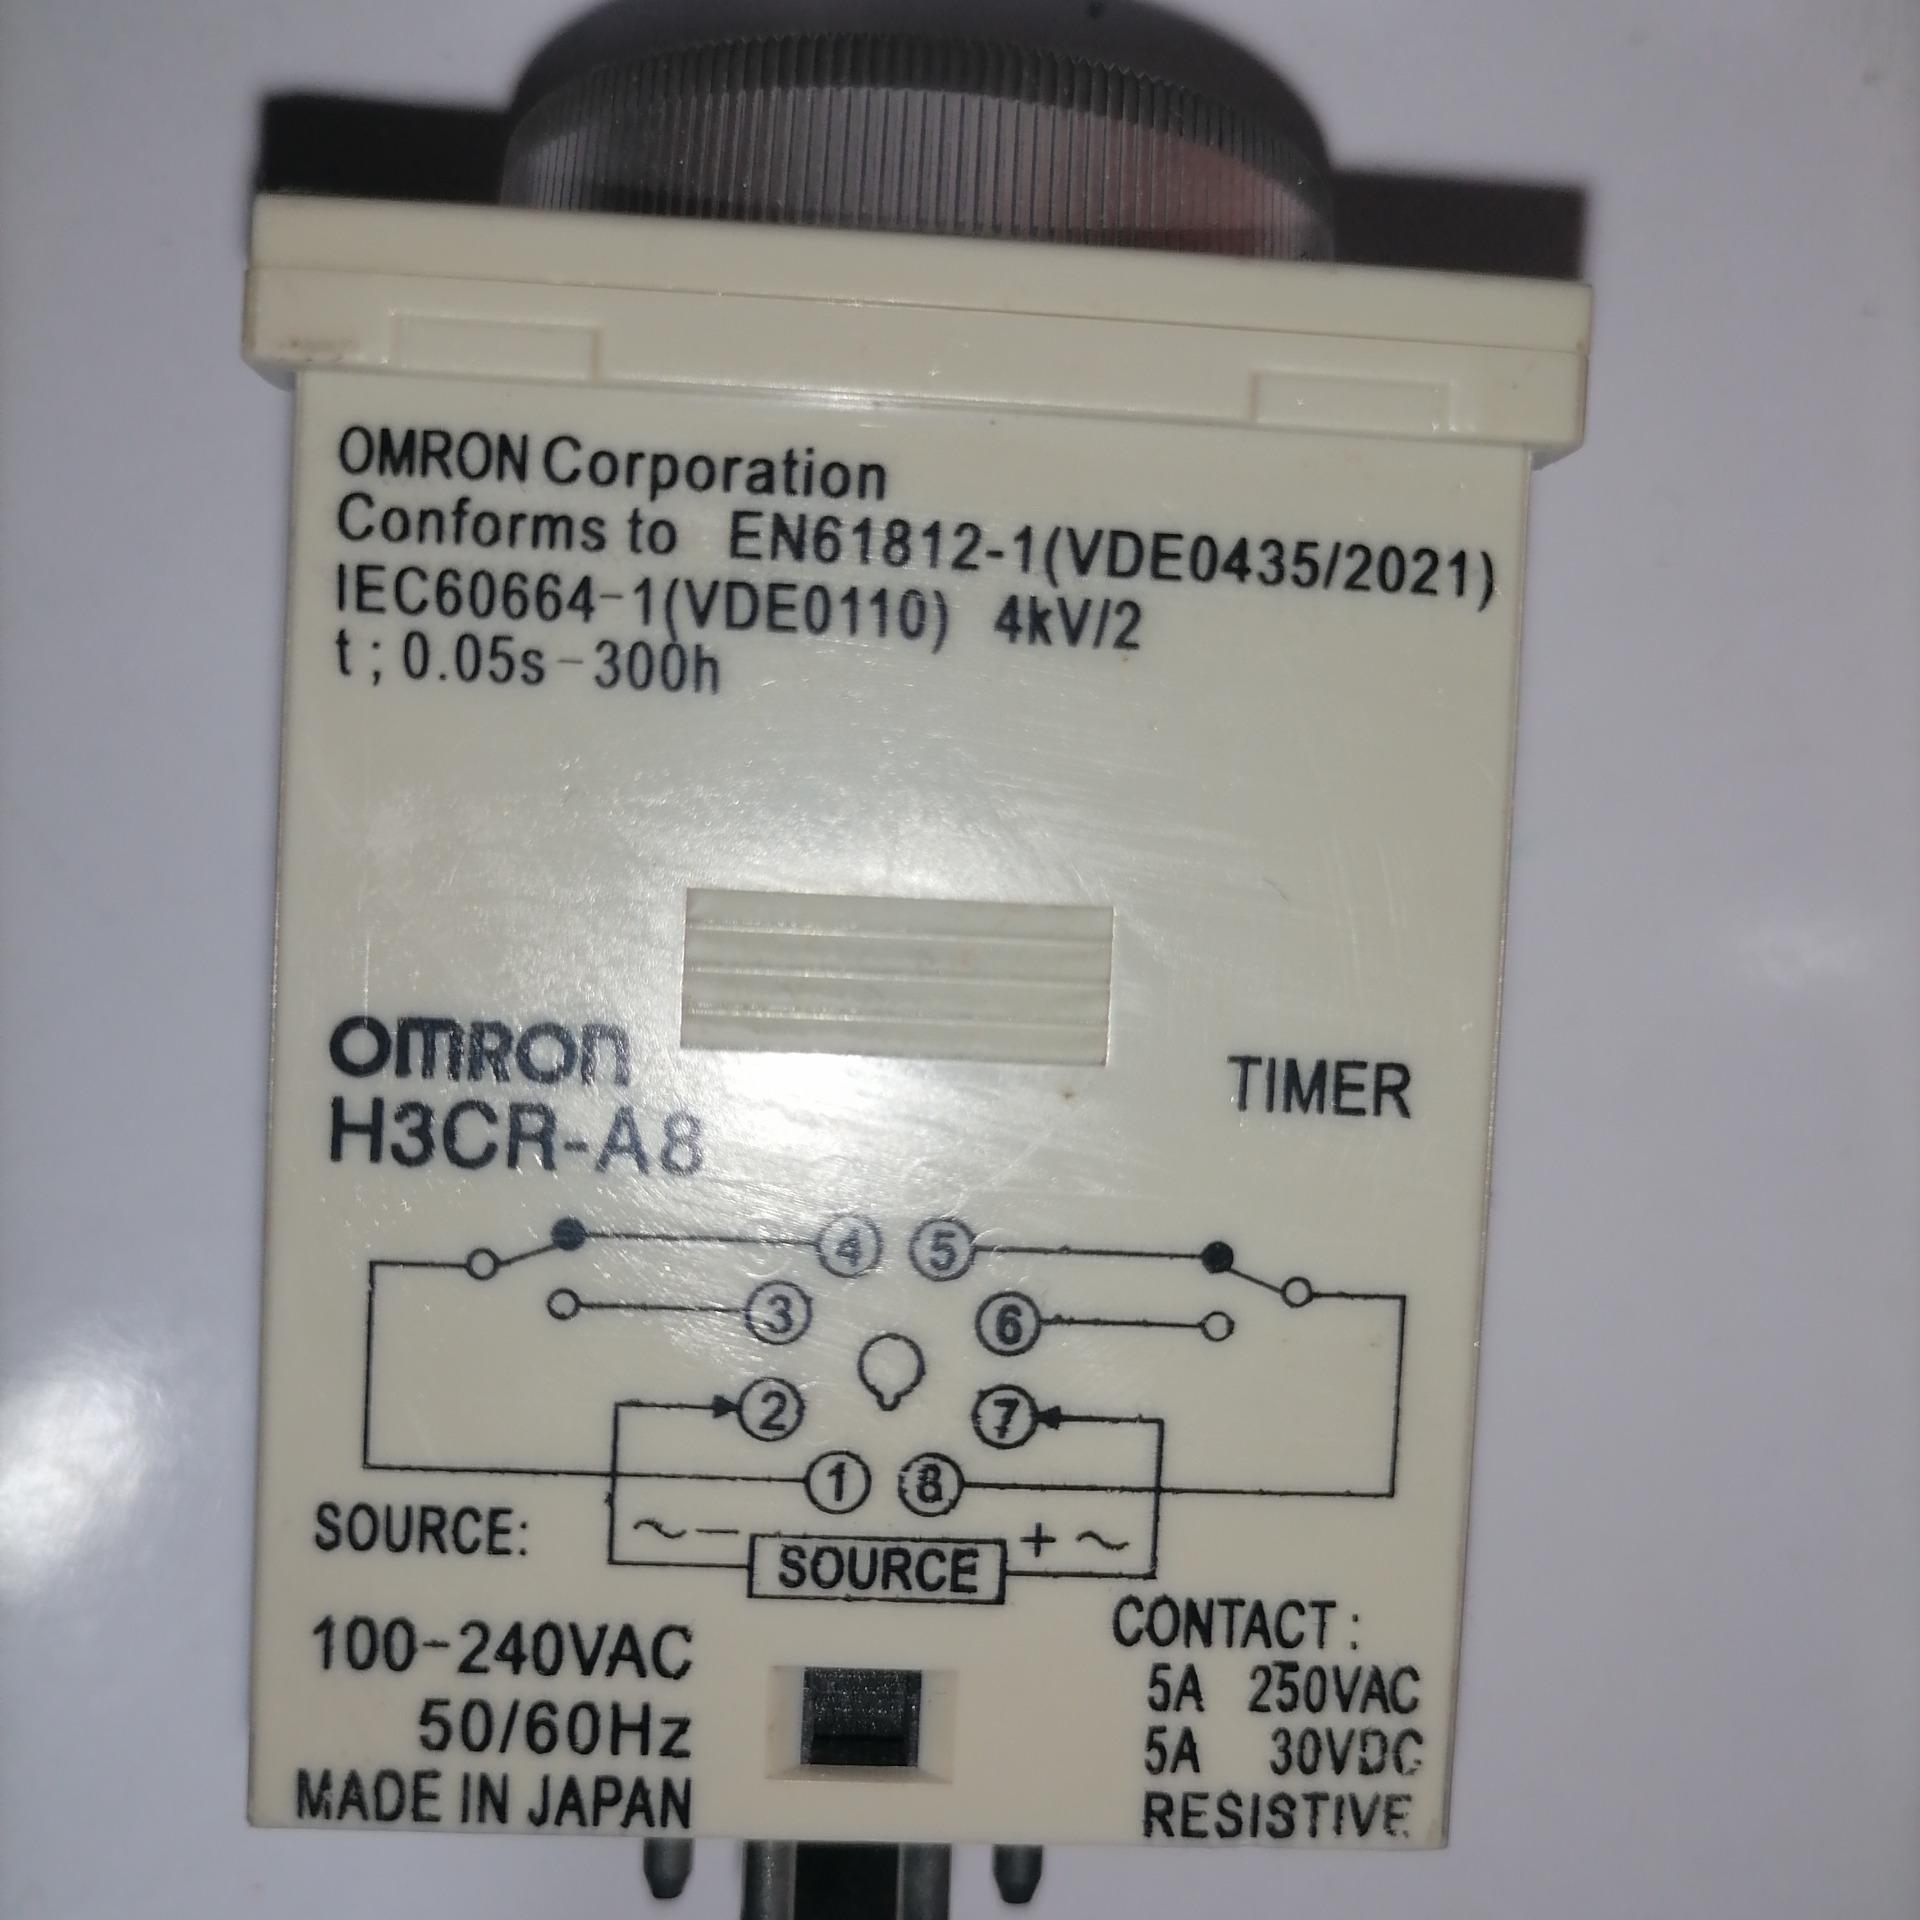 OMRON Corporation
Conforms to EN61812-1(VDE0435/2021)
IEC60664-1(VDE0110) 4kV/2
t ; 0.05s-300h
OMRON
H3CR-A8
TIMER
4 5
3 6
2 7
1 8
~ - + ~
SOURCE
SOURCE:
100-240VAC
50/60Hz
MADE IN JAPAN
CONTACT :
5A 250VAC
5A 30VDC
RESISTIVE